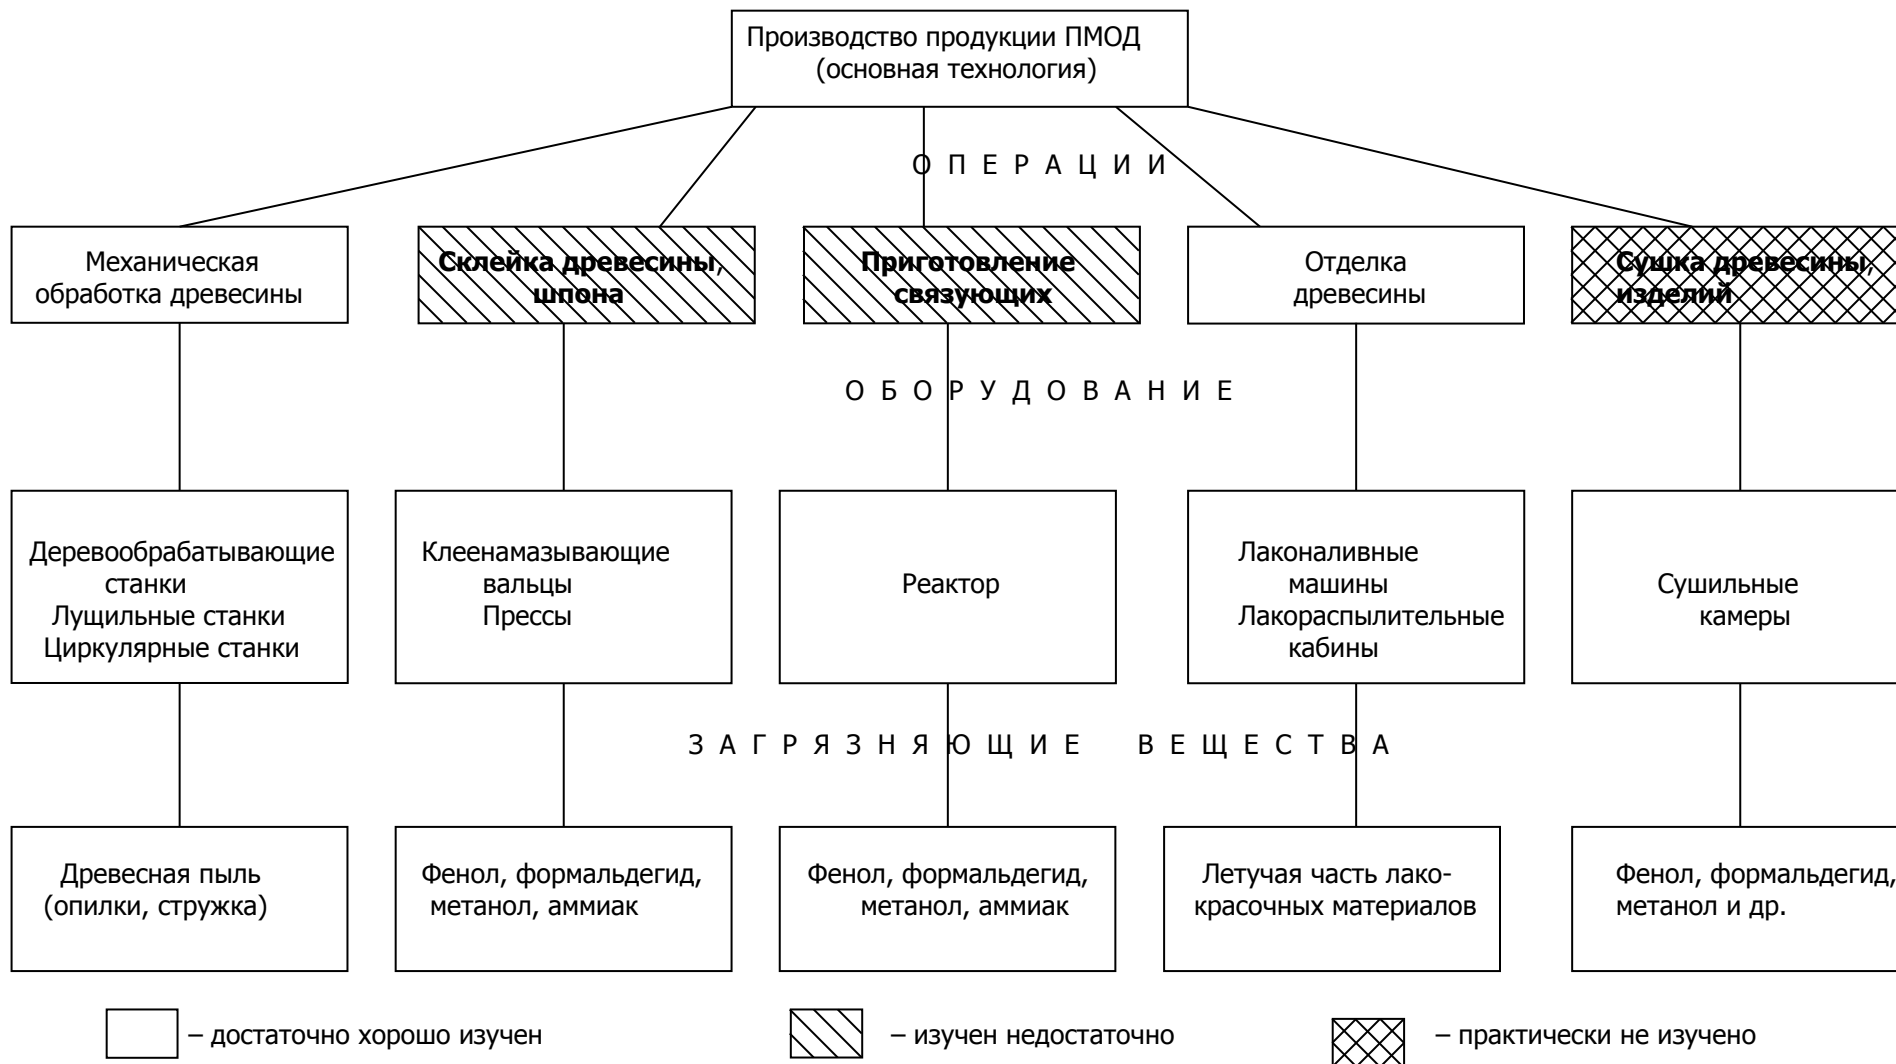 Производство продукции ПМОД
(основная технология)
О П Е Р А Ц И И
Механическая
обработка древесины
Склейка древесины,
шпона
Приготовление
связующих
Отделка
древесины
Сушка древесины,
изделий
О Б О Р У Д О В А Н И Е
Деревообрабатывающие
станки
Лущильные станки
Циркулярные станки
Клеенамазывающие
вальцы
Прессы
Реактор
Лаконаливные
машины
Лакораспылительные
кабины
Сушильные
камеры
З А Г Р Я З Н Я Ю Щ И Е В Е Щ Е С Т В А
Древесная пыль
(опилки, стружка)
Фенол, формальдегид,
метанол, аммиак
Фенол, формальдегид,
метанол, аммиак
Летучая часть лако-
красочных материалов
Фенол, формальдегид,
метанол и др.
– достаточно хорошо изучен
– изучен недостаточно
– практически не изучено